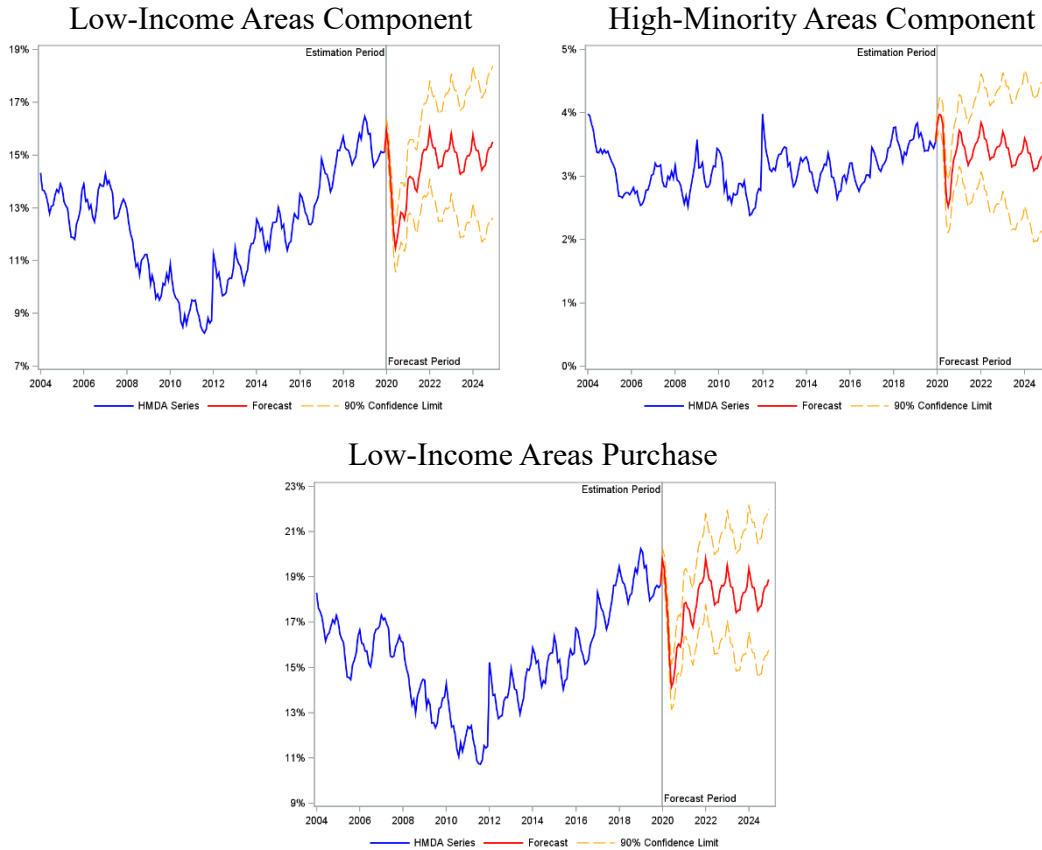 Low-Income Areas Component
19%
17%
15%
13%
11%
9%
7%
Estimation Period
Forecast Period
2004 2006 2008 2010 2012 2014 2016 2018 2020 2022 2024
HMDA Series Forecast 90% Confidence Limit
High-Minority Areas Component
5%
4%
3%
2%
1%
0%
Estimation Period
Forecast Period
2004 2006 2008 2010 2012 2014 2016 2018 2020 2022 2024
HMDA Series Forecast 90% Confidence Limit
Low-Income Areas Purchase
23%
21%
19%
17%
15%
13%
11%
9%
Estimation Period
Forecast Period
2004 2006 2008 2010 2012 2014 2016 2018 2020 2022 2024
HMDA Series Forecast 90% Confidence Limit